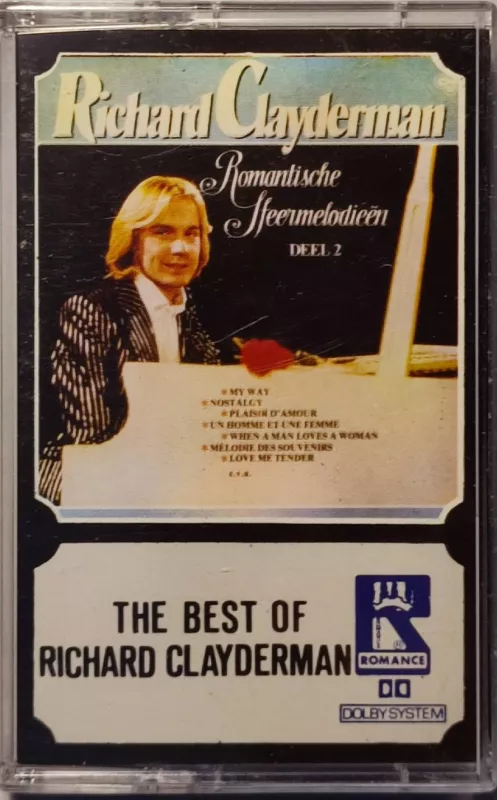 Richard Clayderman
Romantische
Sfeermelodieën
DEEL 2
MY WAY
NOSTALGY
PLAISIR D'AMOUR
UN HOMME ET UNE FEMME
WHEN A MAN LOVES A WOMAN
MÉLODIE DES SOUVENIRS
LOVE ME TENDER
e.v.a.
THE BEST OF
RICHARD CLAYDERMAN
R
®
ROMANCE
DOLBY SYSTEM